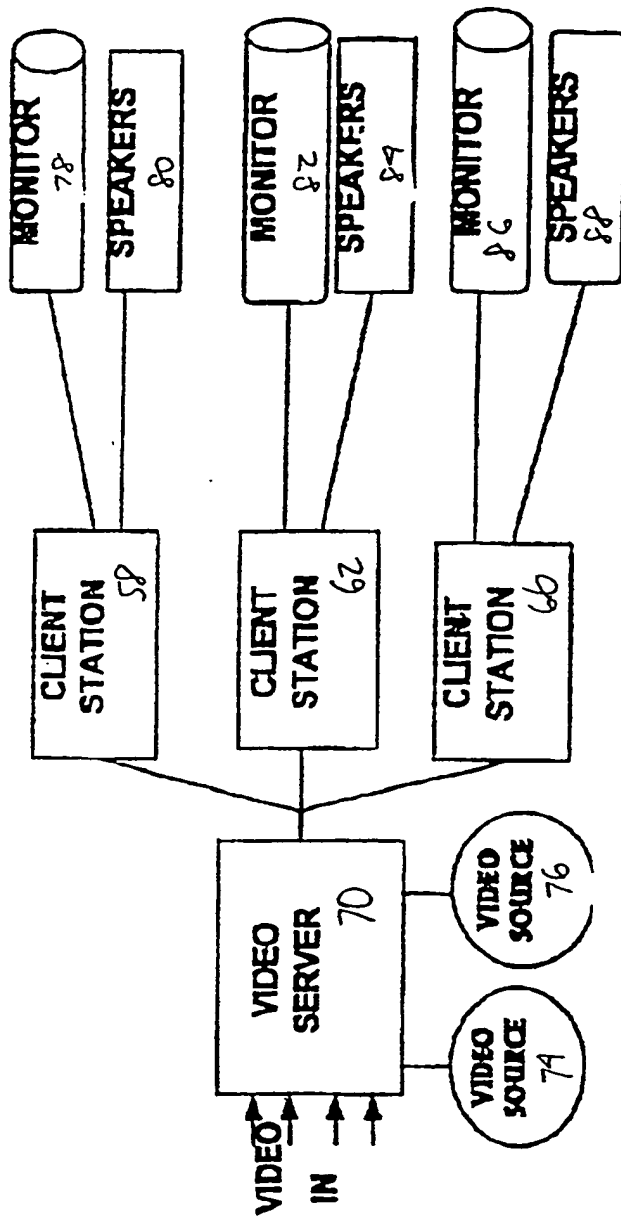 VIDEO
IN
VIDEO
SERVER
70
VIDEO
SOURCE
74
VIDEO
SOURCE
76
CLIENT
STATION
58
CLIENT
STATION
62
CLIENT
STATION
66
MONITOR
78
SPEAKERS
80
MONITOR
82
SPEAKERS
84
MONITOR
86
SPEAKERS
88